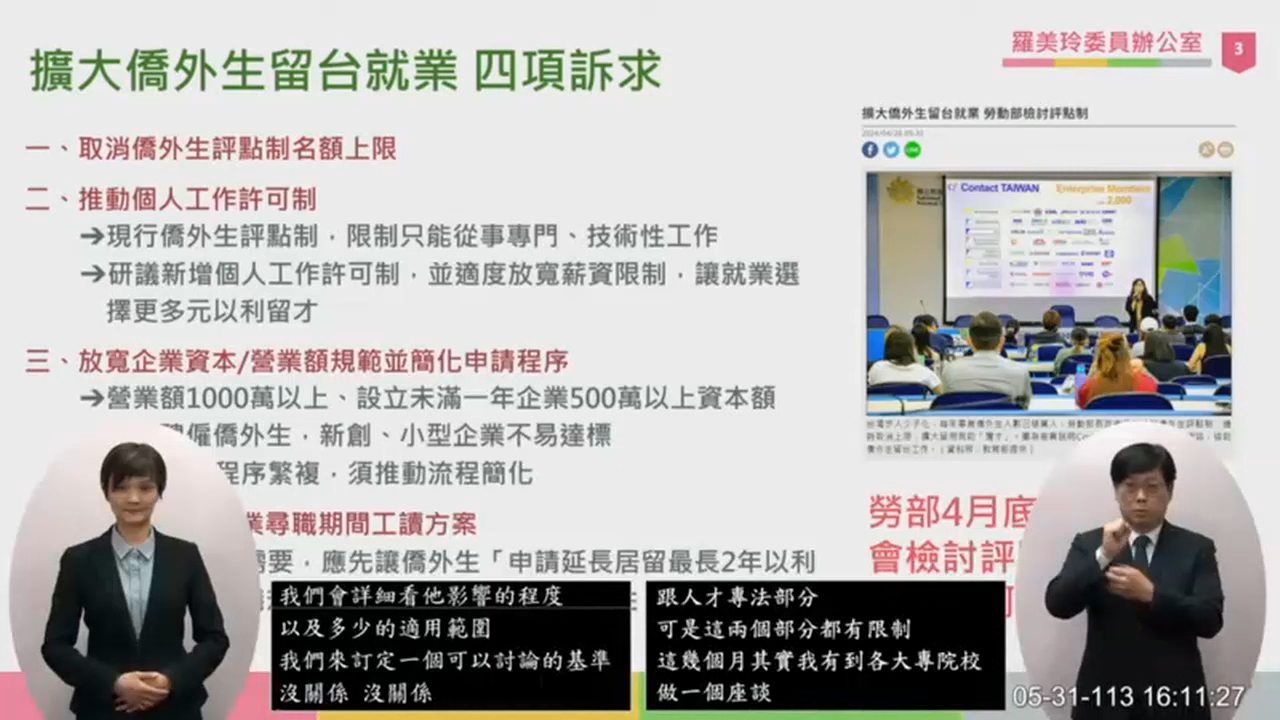 擴大僑外生留台就業 四項訴求
羅美玲委員辦公室
3
一、取消僑外生評點制名額上限
二、推動個人工作許可制
➔現行僑外生評點制，限制只能從事專門、技術性工作
➔研議新增個人工作許可制，並適度放寬薪資限制，讓就業選
擇更多元以利留才
三、放寬企業資本/營業額規範並簡化申請程序
➔營業額1000萬以上、設立未滿一年企業500萬以上資本額
聘僱僑外生，新創、小型企業不易達標
程序繁複，須推動流程簡化
業尋職期間工讀方案
需要，應先讓僑外生「申請延長居留最長2年以利
擴大僑外生留台就業 勞動部檢討評點制
2024/04/28 05:30
Contact TAIWAN
Enterprise Members
2,000
勞部4月底
會檢討評
我們會詳細看他影響的程度
以及多少的適用範圍
我們來訂定一個可以討論的基準
沒關係 沒關係
跟人才專法部分
可是這兩個部分都有限制
這幾個月其實我有到各大專院校
做一個座談
05-31-113 16:11:27